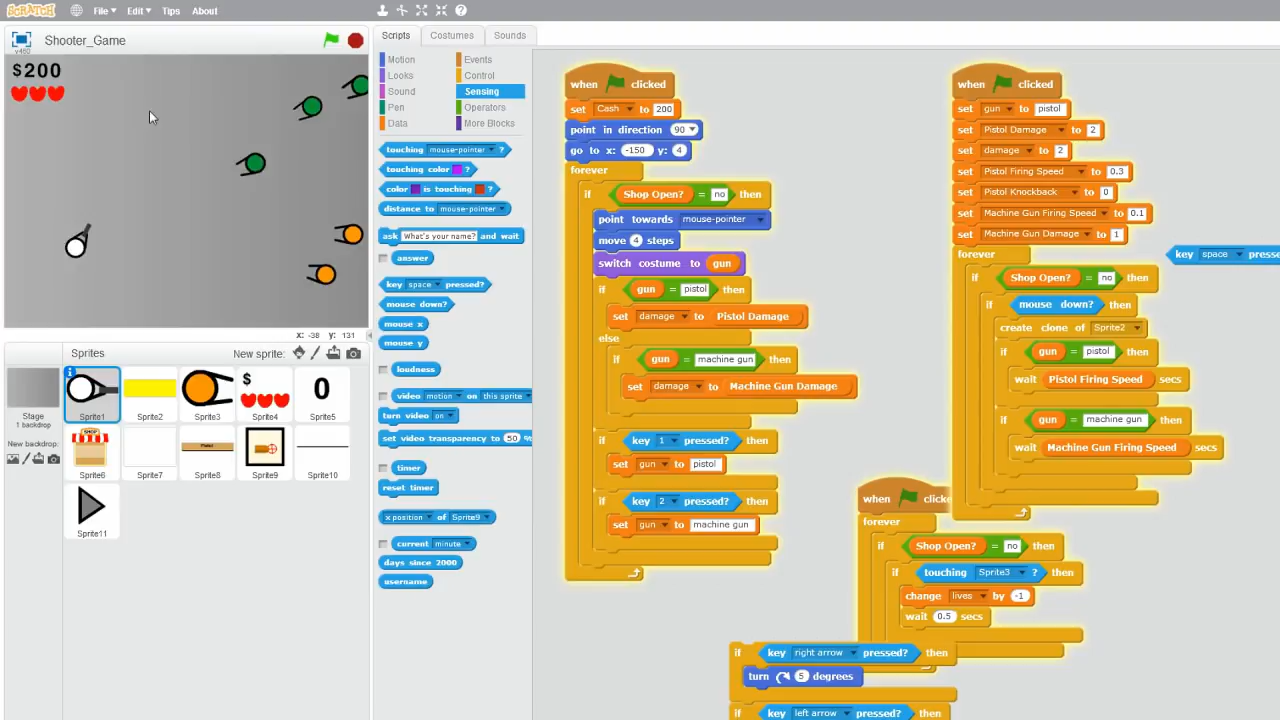 SCRATCH
File Edit Tips About
v460
Shooter_Game
$200
X: -38 y: 131
Sprites
New sprite:
Stage
1 backdrop
New backdrop:
Sprite1
Sprite2
Sprite3
$
Sprite4
0
Sprite5
SHOP
Sprite6
Sprite7
Pistol
Sprite8
Sprite9
Sprite10
Sprite11
Scripts Costumes Sounds
Motion Events
Looks Control
Sound Sensing
Pen Operators
Data More Blocks
touching mouse-pointer ?
touching color ?
color is touching ?
distance to mouse-pointer
ask What's your name? and wait
answer
key space pressed?
mouse down?
mouse x
mouse y
loudness
video motion on this sprite
turn video on
set video transparency to 50 %
timer
reset timer
x position of Sprite9
current minute
days since 2000
username
when clicked
set Cash to 200
point in direction 90
go to x: -150 y: 4
forever
if Shop Open? = no then
point towards mouse-pointer
move 4 steps
switch costume to gun
if gun = pistol then
set damage to Pistol Damage
else
if gun = machine gun then
set damage to Machine Gun Damage
if key 1 pressed? then
set gun to pistol
if key 2 pressed? then
set gun to machine gun
when clicked
set gun to pistol
set Pistol Damage to 2
set damage to 2
set Pistol Firing Speed to 0.3
set Pistol Knockback to 0
set Machine Gun Firing Speed to 0.1
set Machine Gun Damage to 1
forever
if Shop Open? = no then
if mouse down? then
create clone of Sprite2
if gun = pistol then
wait Pistol Firing Speed secs
if gun = machine gun then
wait Machine Gun Firing Speed secs
key space presse
when clicke
forever
if Shop Open? = no then
if touching Sprite3 ? then
change lives by -1
wait 0.5 secs
if key right arrow pressed? then
turn 5 degrees
if key left arrow pressed? then